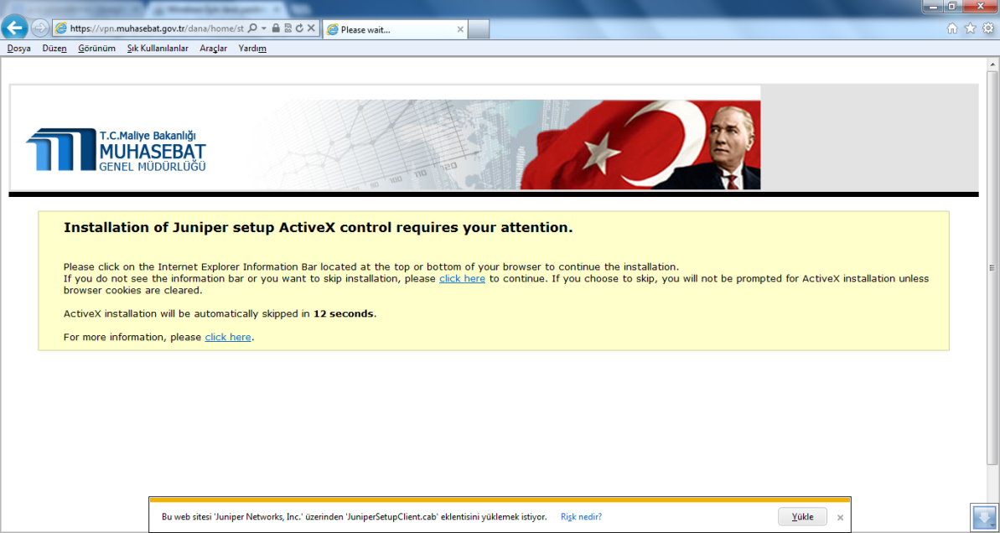 https://vpn.muhasebat.gov.tr/dana/home/st
Please wait...
Dosya Düzen Görünüm Sık Kullanılanlar Araçlar Yardım
T.C.Maliye Bakanlığı
MUHASEBAT
GENEL MÜDÜRLÜĞÜ
Installation of Juniper setup ActiveX control requires your attention.
Please click on the Internet Explorer Information Bar located at the top or bottom of your browser to continue the installation.
If you do not see the information bar or you want to skip installation, please click here to continue. If you choose to skip, you will not be prompted for ActiveX installation unless
browser cookies are cleared.
ActiveX installation will be automatically skipped in 12 seconds.
For more information, please click here.
Bu web sitesi 'Juniper Networks, Inc.' üzerinden 'JuniperSetupClient.cab' eklentisini yüklemek istiyor. Risk nedir? Yükle